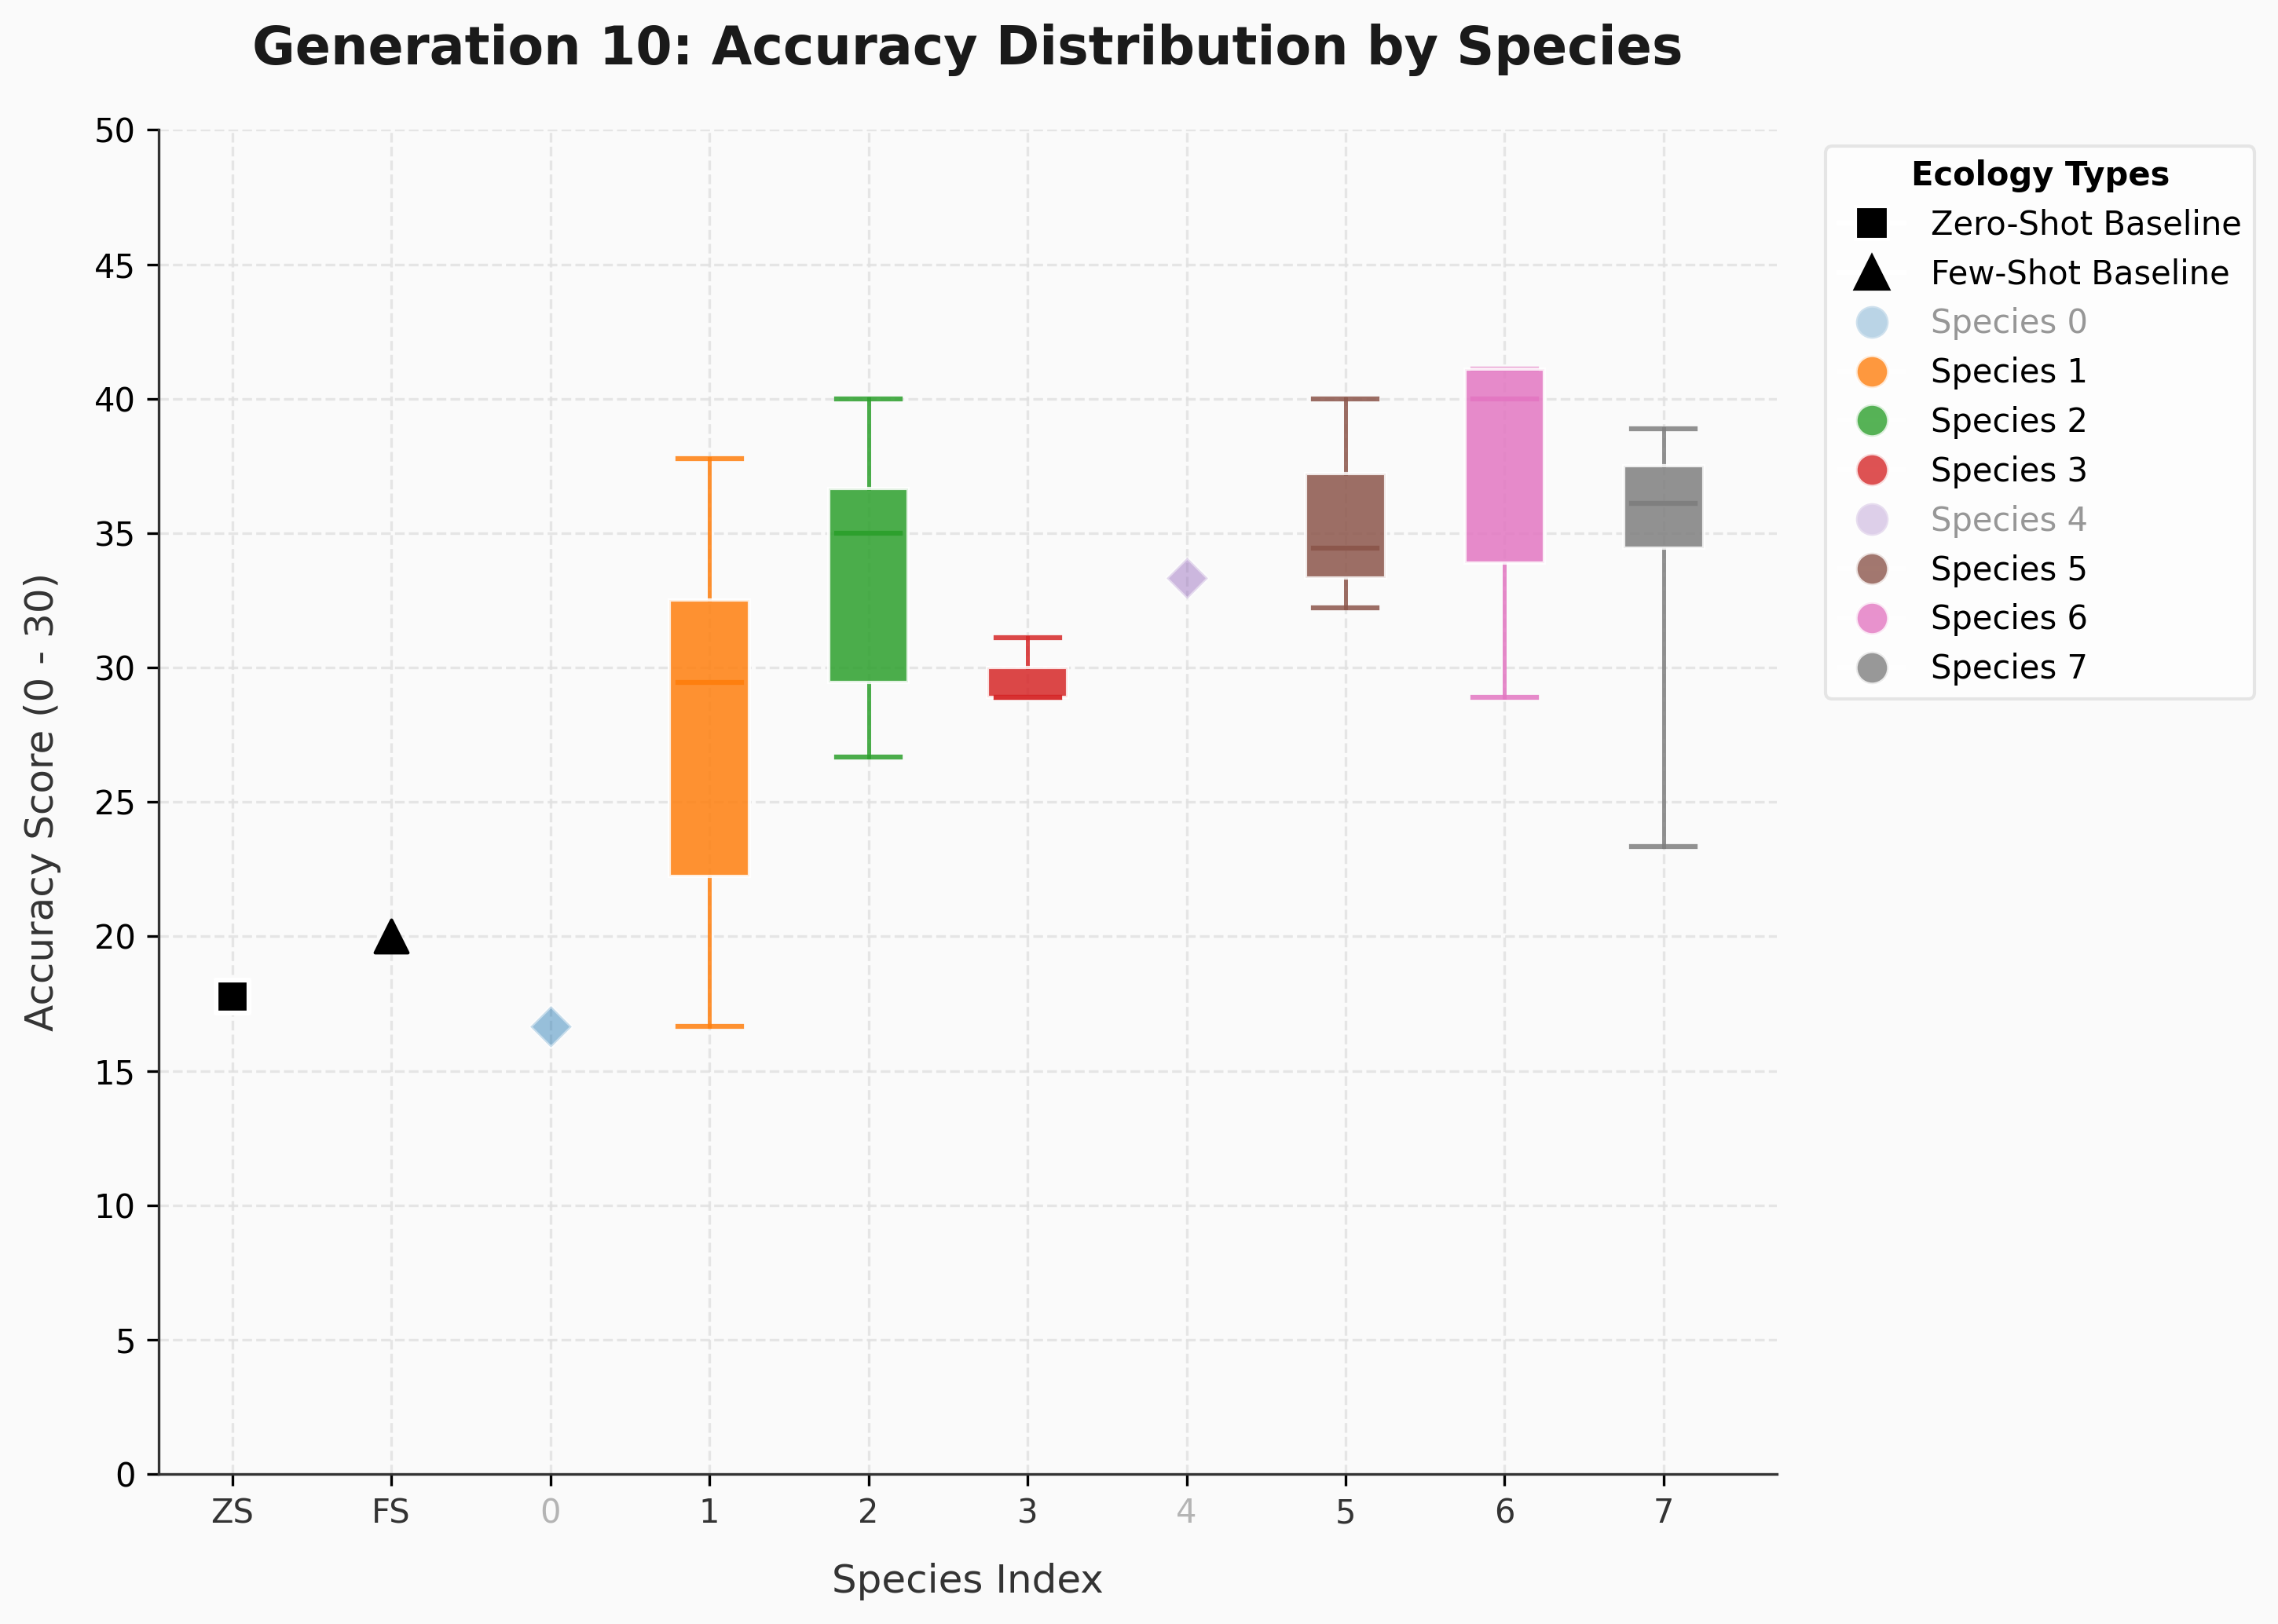 Generation 10: Accuracy Distribution by Species
50
45
40
35
30
25
20
15
10
5
0
Accuracy Score (0 - 30)
ZS FS 0 1 2 3 4 5 6 7
Species Index
Ecology Types
Zero-Shot Baseline
Few-Shot Baseline
Species 0
Species 1
Species 2
Species 3
Species 4
Species 5
Species 6
Species 7